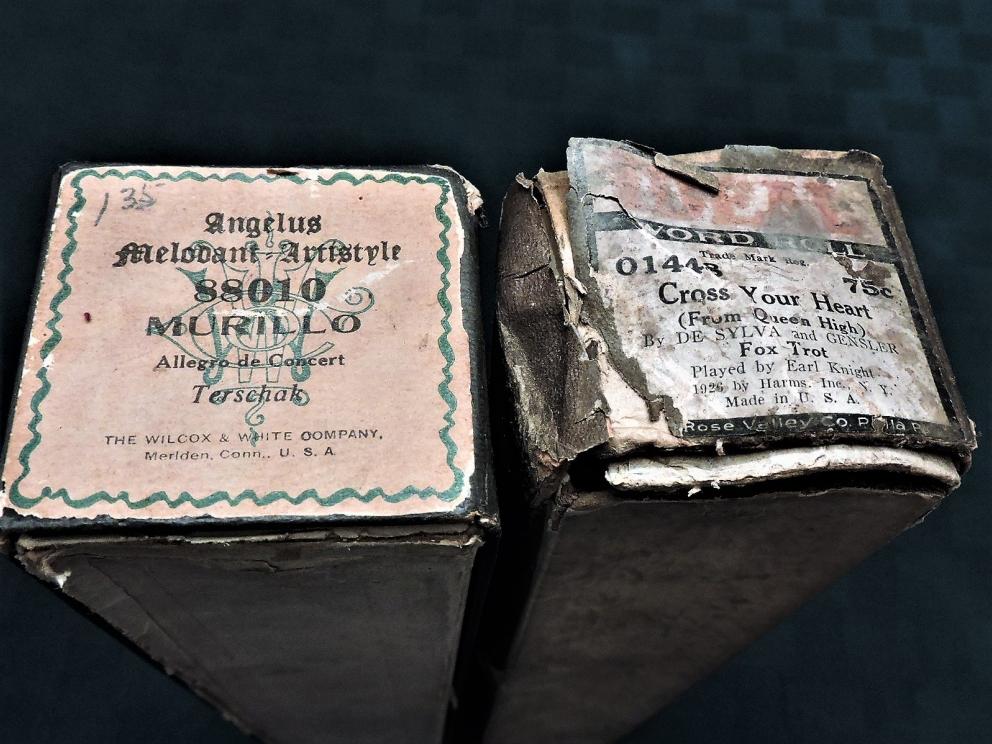 135
Angelus
Melodant-Artistyle
88010
MURILLO
Allegro de Concert
Terschak
THE WILCOX & WHITE COMPANY,
Meriden, Conn., U. S. A.
WORD ROLL
Trade Mark Reg.
0144
75c
Cross Your Heart
(From Queen High)
By DE SYLVA and GENSLER
Fox Trot
Played by Earl Knight
1926 by Harms, Inc., N. Y.
Made in U. S. A.
Rose Valley Co. Phila P